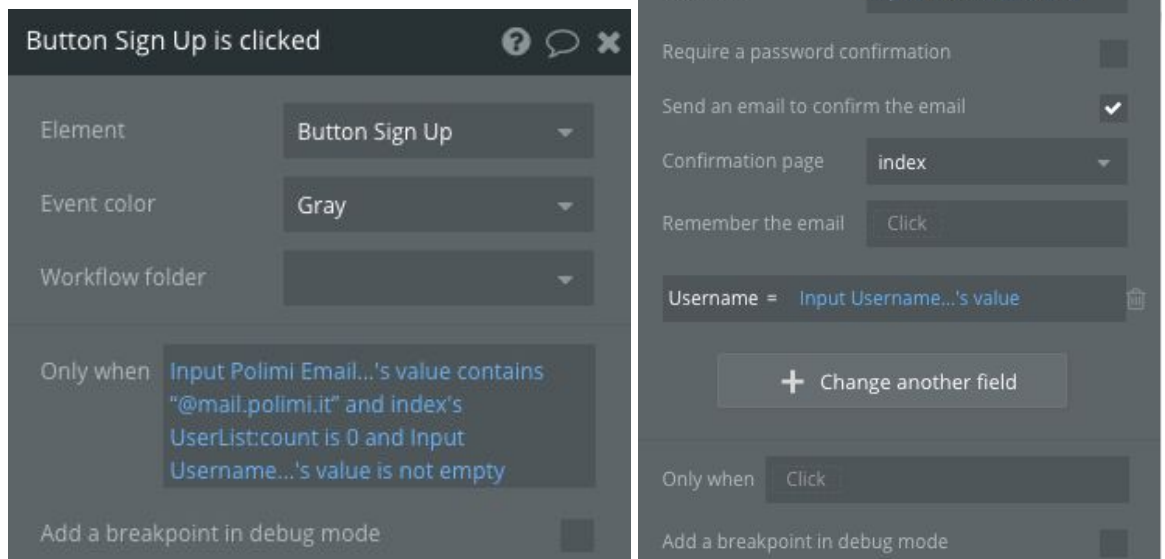 Button Sign Up is clicked
Element
Button Sign Up
Event color
Gray
Workflow folder
Only when
Input Polimi Email...'s value contains
"@mail.polimi.it" and index's
UserList:count is 0 and Input
Username...'s value is not empty
Add a breakpoint in debug mode
Require a password confirmation
Send an email to confirm the email
Confirmation page
index
Remember the email
Click
Username = Input Username...'s value
+ Change another field
Only when
Click
Add a breakpoint in debug mode